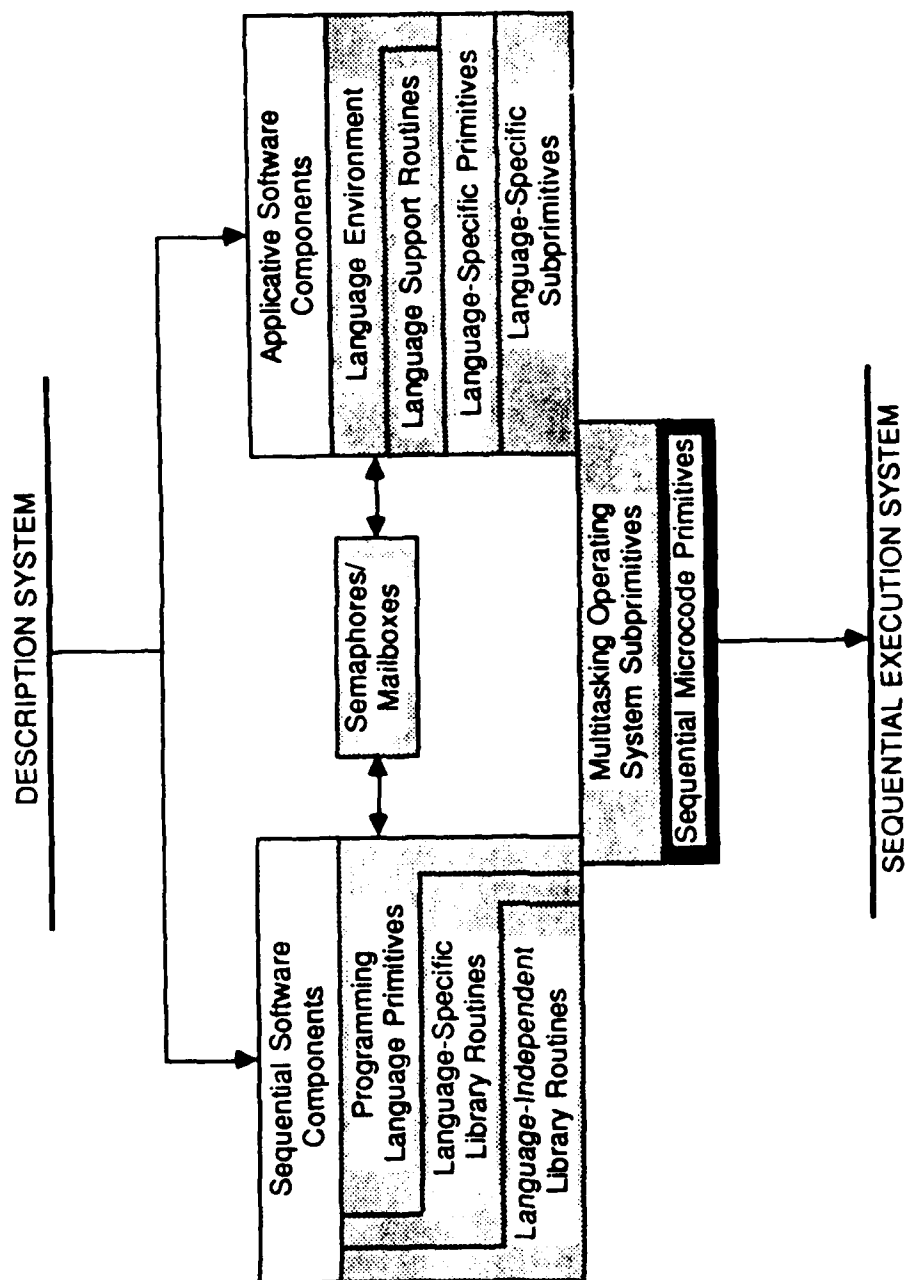 DESCRIPTION SYSTEM
Sequential Software
Components
Programming
Language Primitives
Language-Specific
Library Routines
Language-Independent
Library Routines
Semaphores/
Mailboxes
Applicative Software
Components
Language Environment
Language Support Routines
Language-Specific Primitives
Language-Specific
Subprimitives
Multitasking Operating
System Subprimitives
Sequential Microcode Primitives
SEQUENTIAL EXECUTION SYSTEM